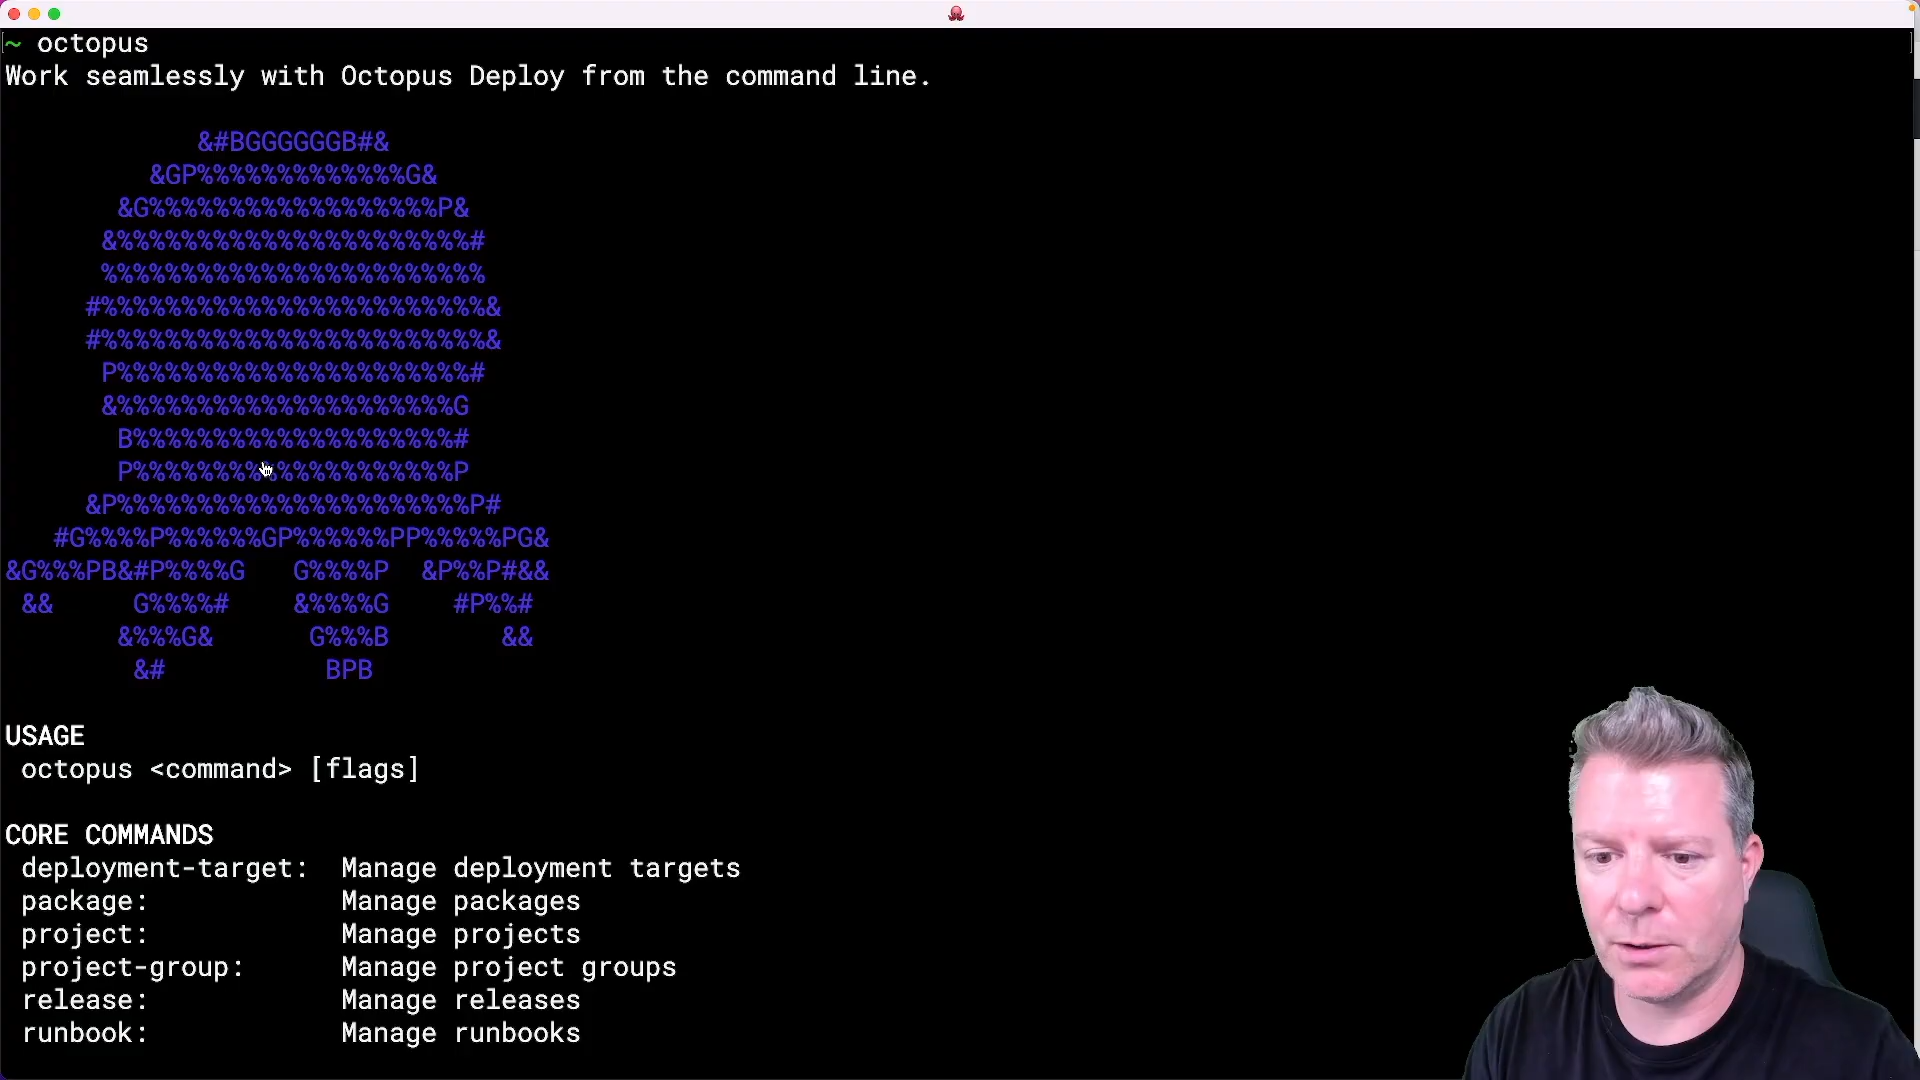 ~ octopus
Work seamlessly with Octopus Deploy from the command line.
&#BGGGGGGB#&
&GP%%%%%%%%%%%%%G&
&G%%%%%%%%%%%%%%%%%%P&
&%%%%%%%%%%%%%%%%%%%%%%#
%%%%%%%%%%%%%%%%%%%%%%%%
#%%%%%%%%%%%%%%%%%%%%%%%%&
#%%%%%%%%%%%%%%%%%%%%%%%%&
P%%%%%%%%%%%%%%%%%%%%%%#
&%%%%%%%%%%%%%%%%%%%%%G
B%%%%%%%%%%%%%%%%%%%%#
P%%%%%%%%%%%%%%%%%%%%P
&P%%%%%%%%%%%%%%%%%%%%%%P#
#G%%%%P%%%%%%GP%%%%%%PP%%%%%PG&
&G%%%PB&#P%%%%G   G%%%%P  &P%%P#&&
&&     G%%%%#    &%%%%G    #P%%#
&%%%G&      G%%%B       &&
&#          BPB
USAGE
octopus <command> [flags]
CORE COMMANDS
deployment-target:  Manage deployment targets
package:            Manage packages
project:            Manage projects
project-group:      Manage project groups
release:            Manage releases
runbook:            Manage runbooks